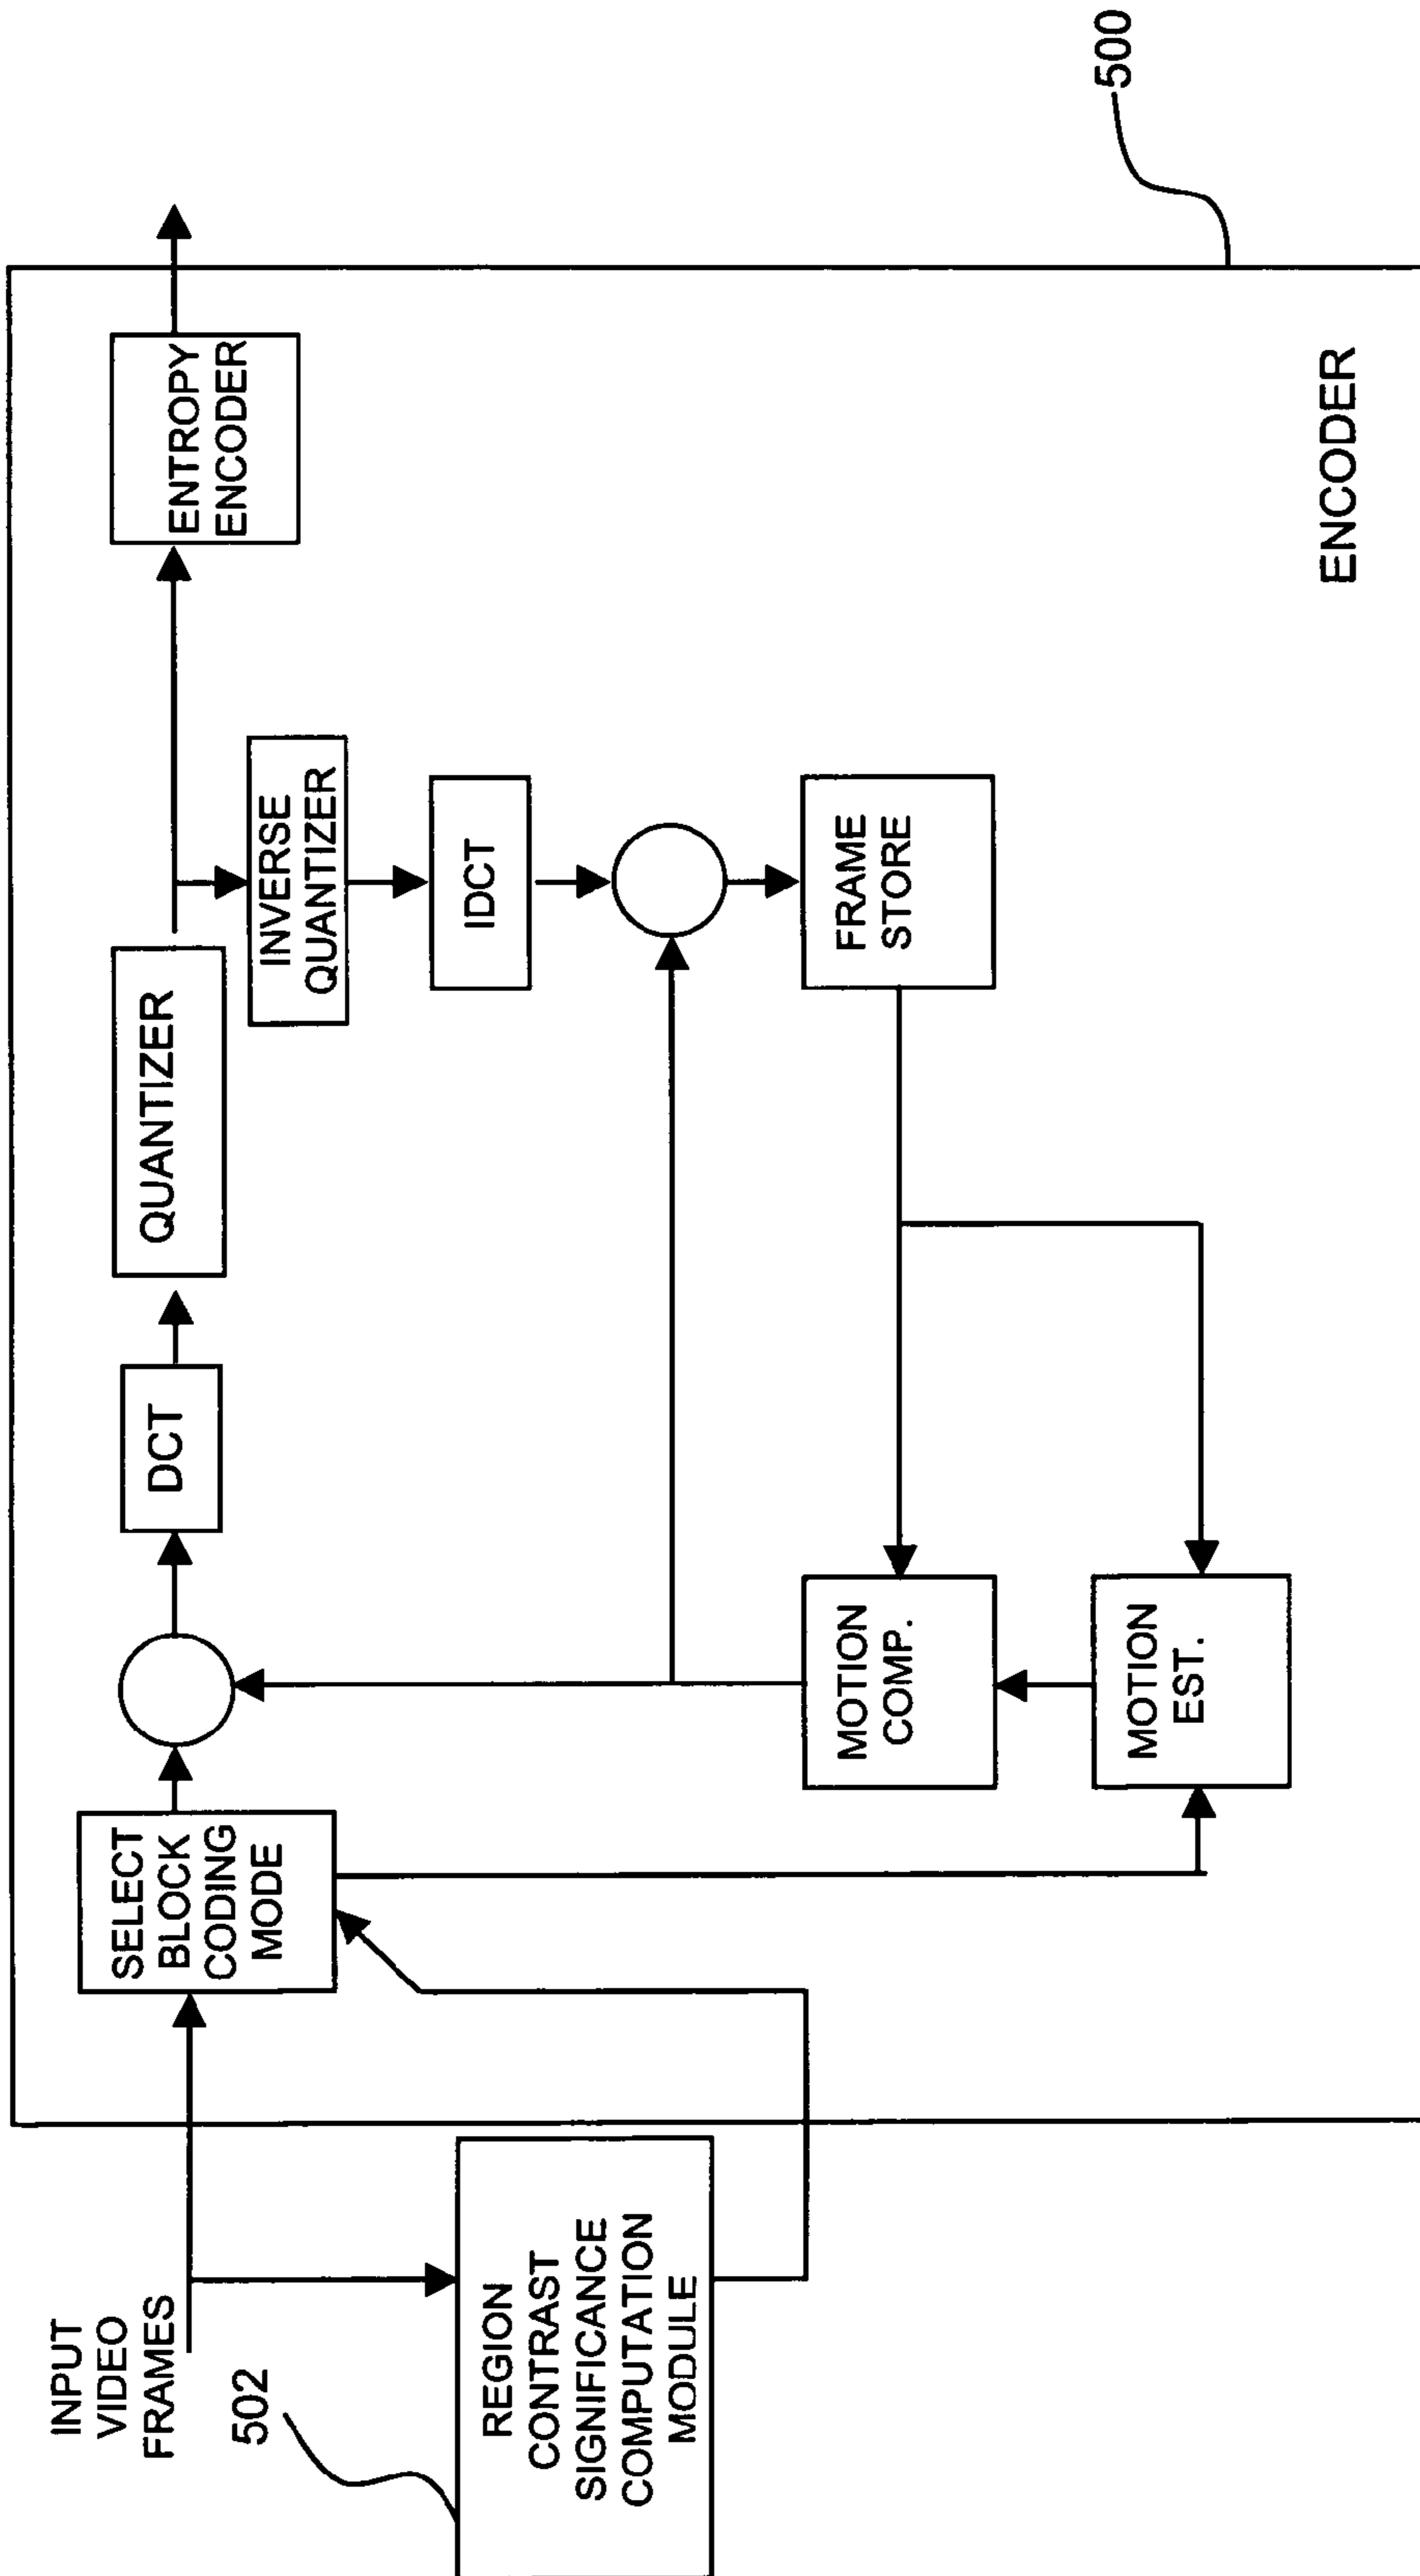 INPUT
VIDEO
FRAMES
502
REGION
CONTRAST
SIGNIFICANCE
COMPUTATION
MODULE
SELECT
BLOCK
CODING
MODE
DCT
QUANTIZER
ENTROPY
ENCODER
INVERSE
QUANTIZER
IDCT
FRAME
STORE
MOTION
COMP.
MOTION
EST.
ENCODER
500